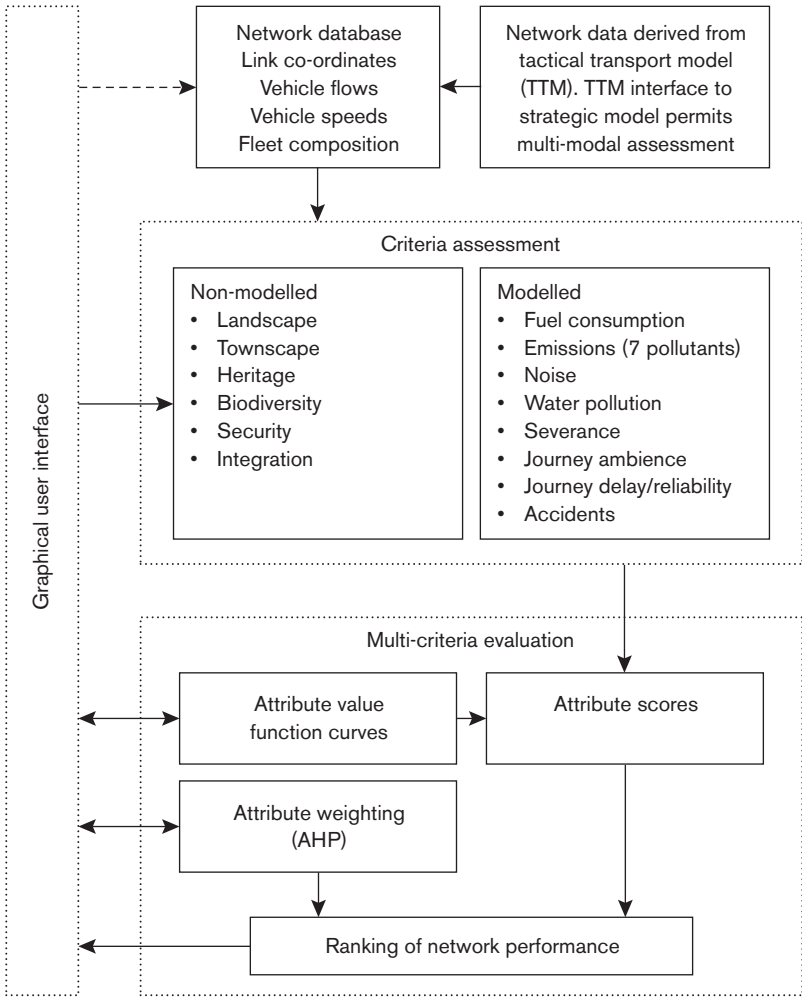 Network database
Link co-ordinates
Vehicle flows
Vehicle speeds
Fleet composition
Network data derived from
tactical transport model
(TTM). TTM interface to
strategic model permits
multi-modal assessment
Graphical user interface
Criteria assessment
Non-modelled
• Landscape
• Townscape
• Heritage
• Biodiversity
• Security
• Integration
Modelled
• Fuel consumption
• Emissions (7 pollutants)
• Noise
• Water pollution
• Severance
• Journey ambience
• Journey delay/reliability
• Accidents
Multi-criteria evaluation
Attribute value
function curves
Attribute scores
Attribute weighting
(AHP)
Ranking of network performance